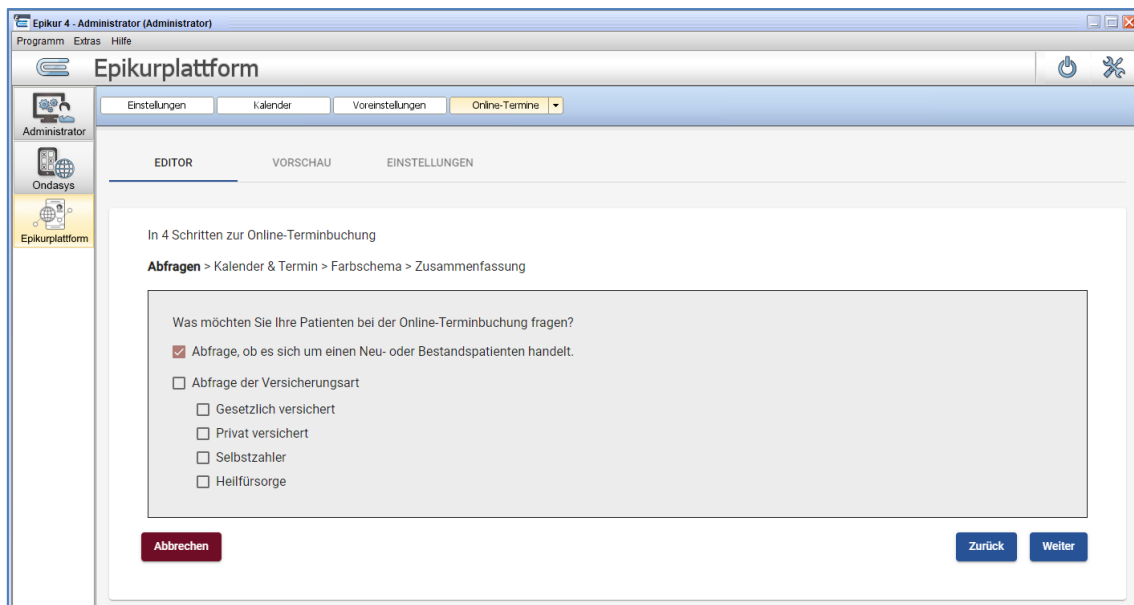 Epikur 4 - Administrator (Administrator)
Programm Extras Hilfe
Epikurplattform
Administrator
Ondasys
Epikurplattform
Einstellungen Kalender Voreinstellungen Online-Termine
EDITOR VORSCHAU EINSTELLUNGEN
In 4 Schritten zur Online-Terminbuchung
Abfragen > Kalender & Termin > Farbschema > Zusammenfassung
Was möchten Sie Ihre Patienten bei der Online-Terminbuchung fragen?
Abfrage, ob es sich um einen Neu- oder Bestandspatienten handelt.
Abfrage der Versicherungsart
Gesetzlich versichert
Privat versichert
Selbstzahler
Heilfürsorge
Abbrechen Zurück Weiter